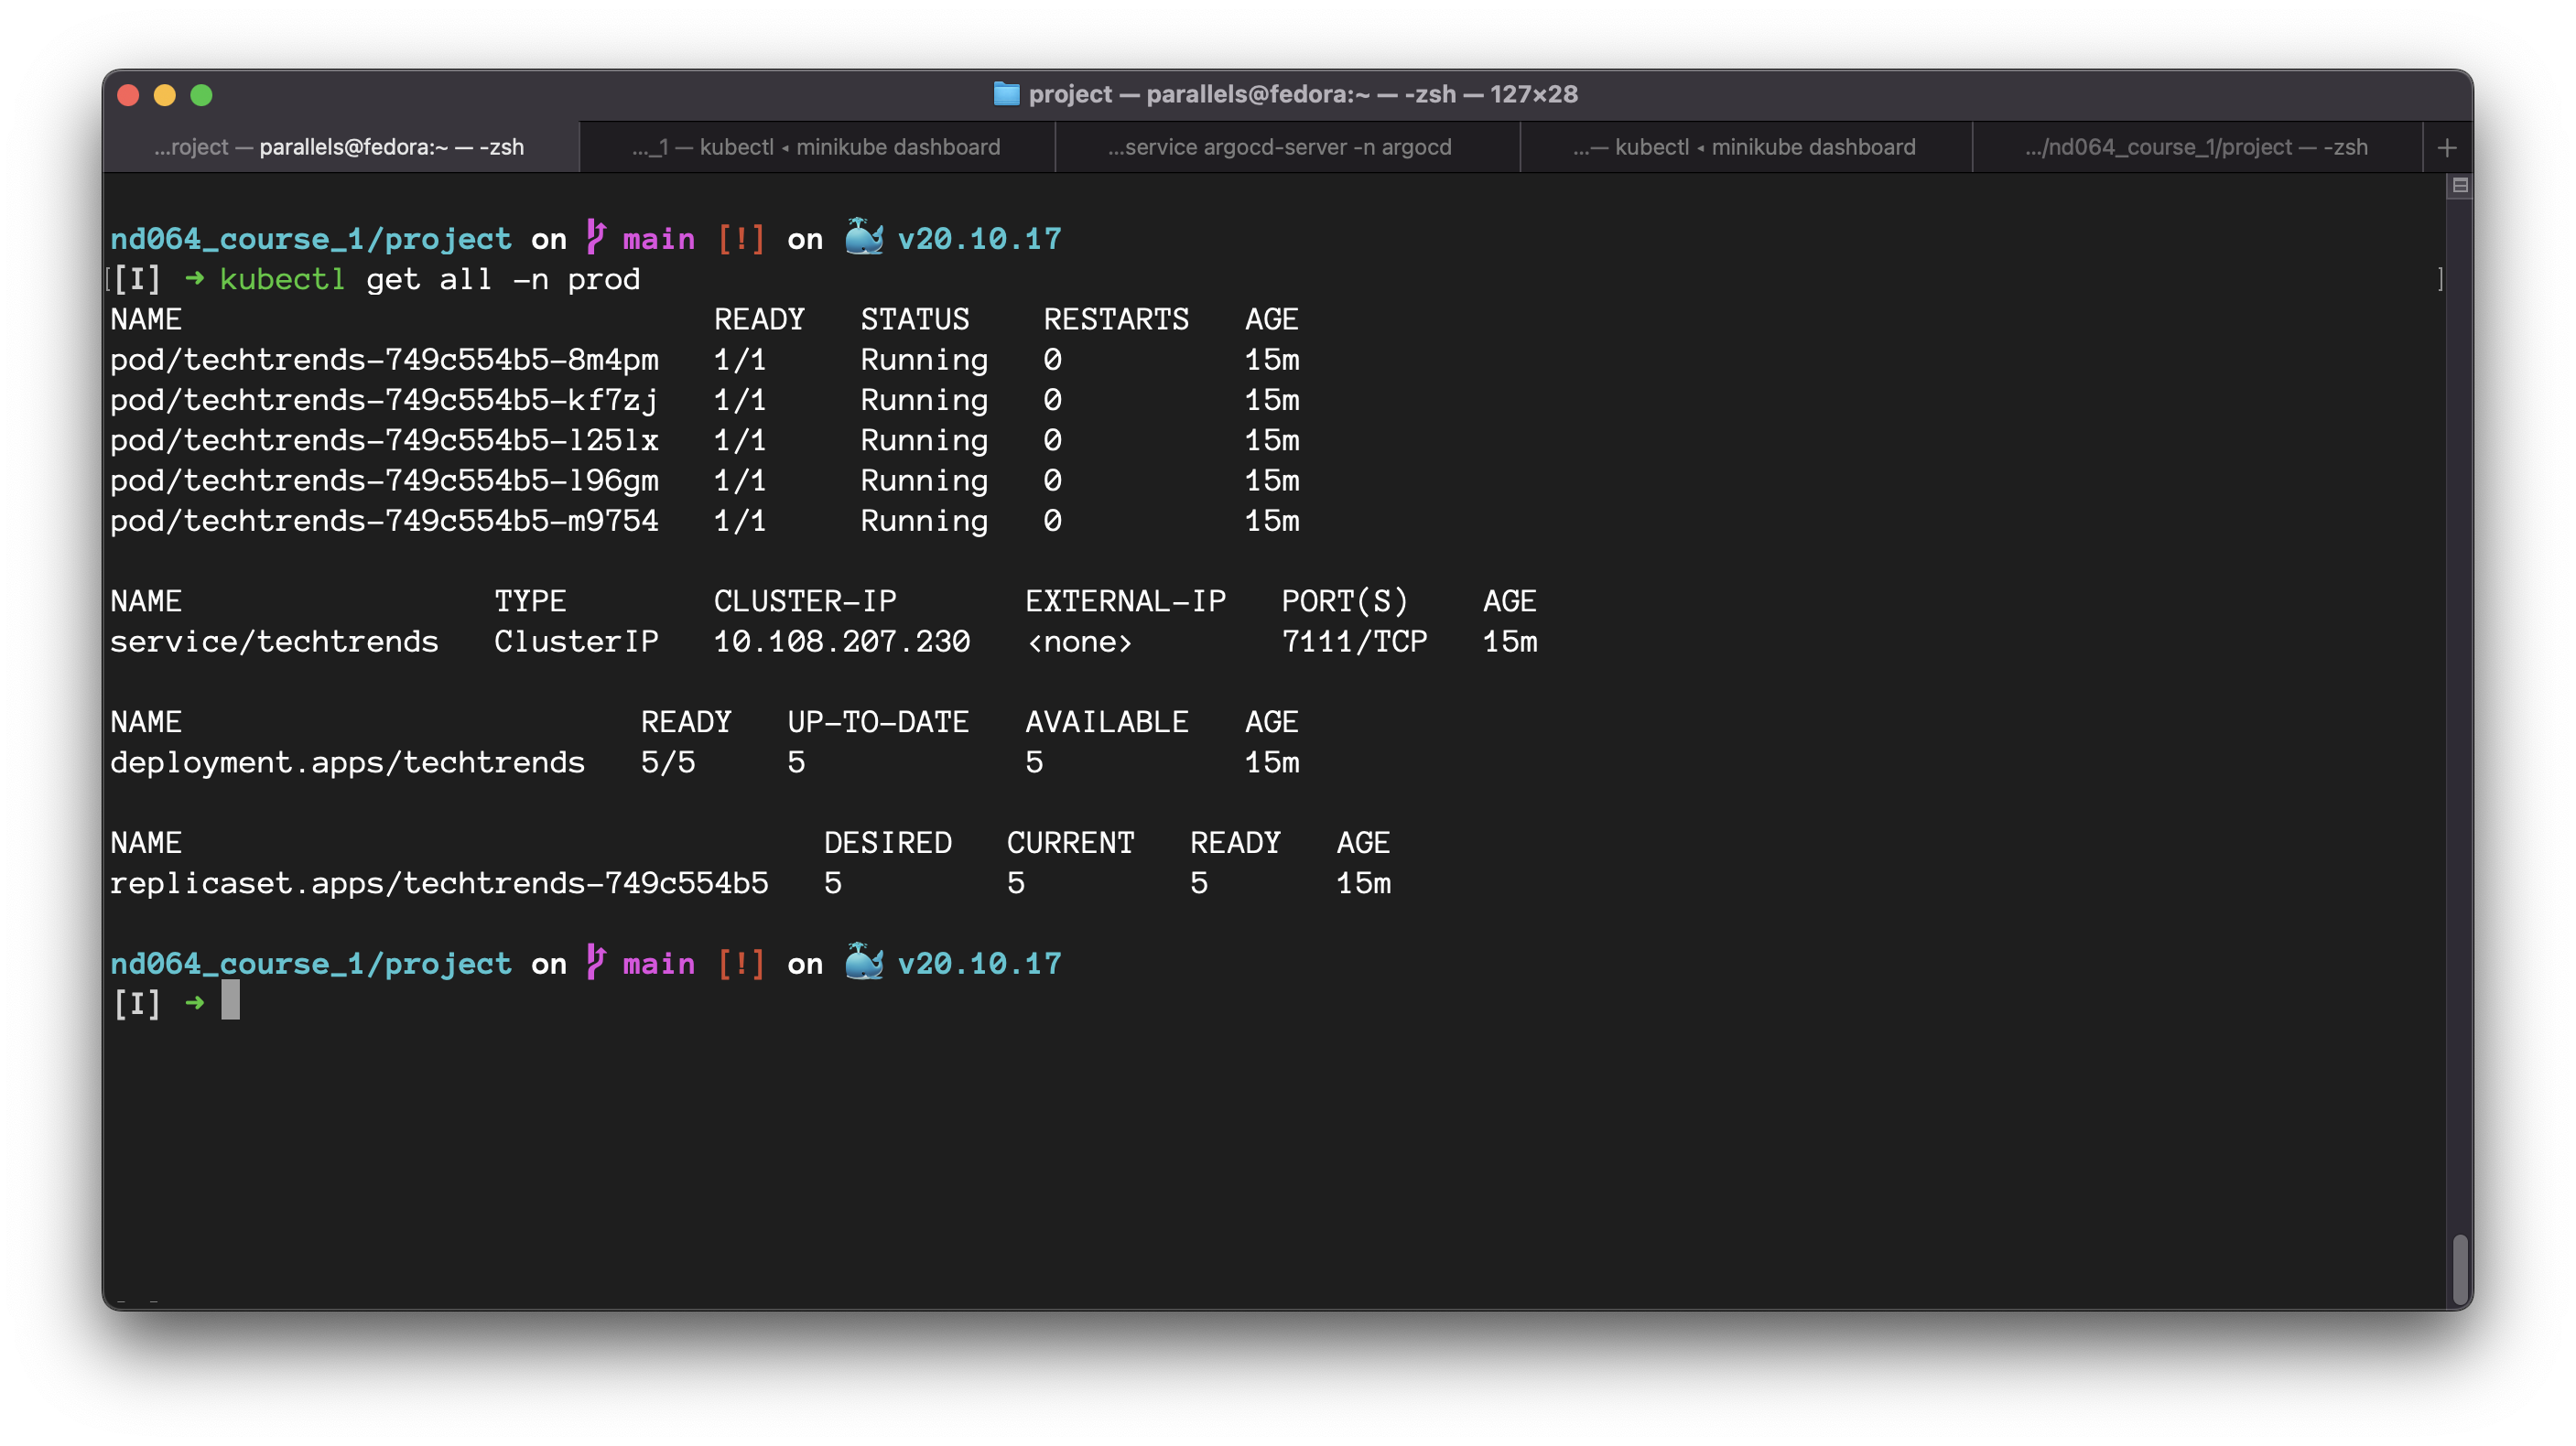 project — parallels@fedora:~ — -zsh — 127×28
...roject — parallels@fedora:~ — -zsh
..._1 — kubectl ◂ minikube dashboard
...service argocd-server -n argocd
...— kubectl ◂ minikube dashboard
.../nd064_course_1/project — -zsh
nd064_course_1/project on main [!] on 🐳 v20.10.17
[I] ➜ kubectl get all -n prod
NAME READY STATUS RESTARTS AGE
pod/techtrends-749c554b5-8m4pm 1/1 Running 0 15m
pod/techtrends-749c554b5-kf7zj 1/1 Running 0 15m
pod/techtrends-749c554b5-l25lx 1/1 Running 0 15m
pod/techtrends-749c554b5-l96gm 1/1 Running 0 15m
pod/techtrends-749c554b5-m9754 1/1 Running 0 15m
NAME TYPE CLUSTER-IP EXTERNAL-IP PORT(S) AGE
service/techtrends ClusterIP 10.108.207.230 <none> 7111/TCP 15m
NAME READY UP-TO-DATE AVAILABLE AGE
deployment.apps/techtrends 5/5 5 5 15m
NAME DESIRED CURRENT READY AGE
replicaset.apps/techtrends-749c554b5 5 5 5 15m
nd064_course_1/project on main [!] on 🐳 v20.10.17
[I] ➜